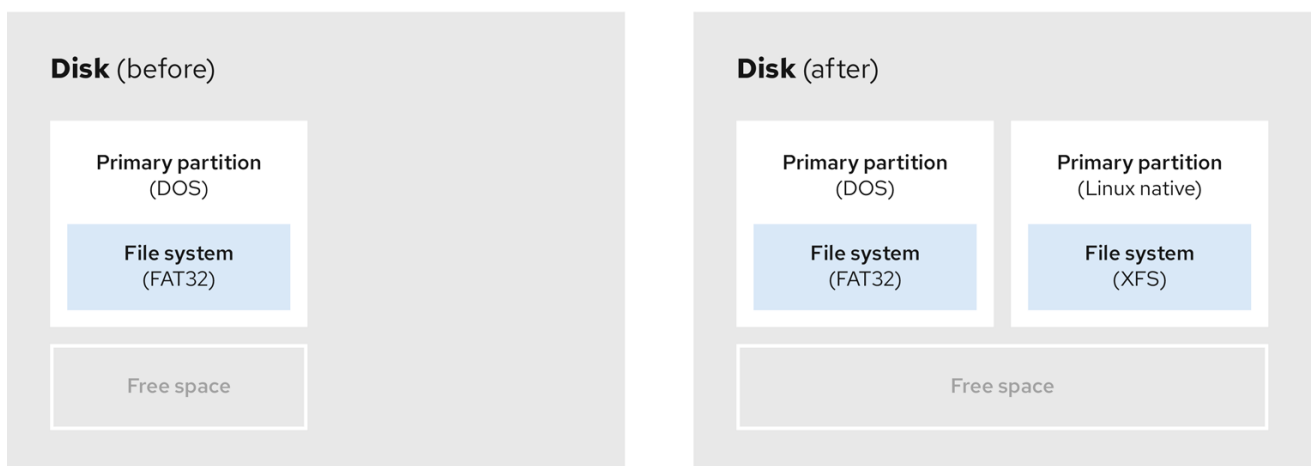 Disk (before)
Primary partition
(DOS)
File system
(FAT32)
Free space
Disk (after)
Primary partition
(DOS)
File system
(FAT32)
Primary partition
(Linux native)
File system
(XFS)
Free space